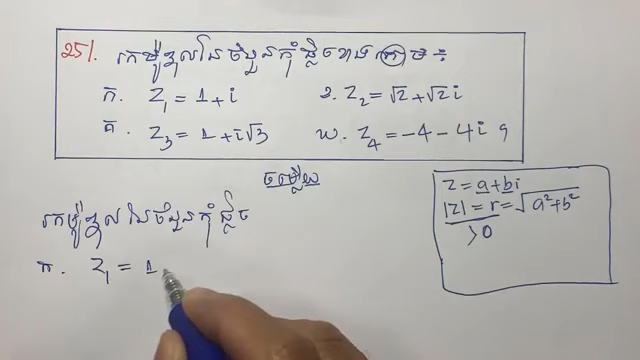 25/. រកម៉ូឌុលនៃចំនួនកុំផ្លិចខាងក្រោម៖
ក. Z₁ = 1 + i ខ. Z₂ = √2 + √2 i
គ. Z₃ = 1 + i√3 ឃ. Z₄ = −4 − 4i ។
ចម្លើយ
រកម៉ូឌុលនៃចំនួនកុំផ្លិច
ក. Z₁ = 1
Z = a + bi
|Z| = r = √a² + b²
> 0